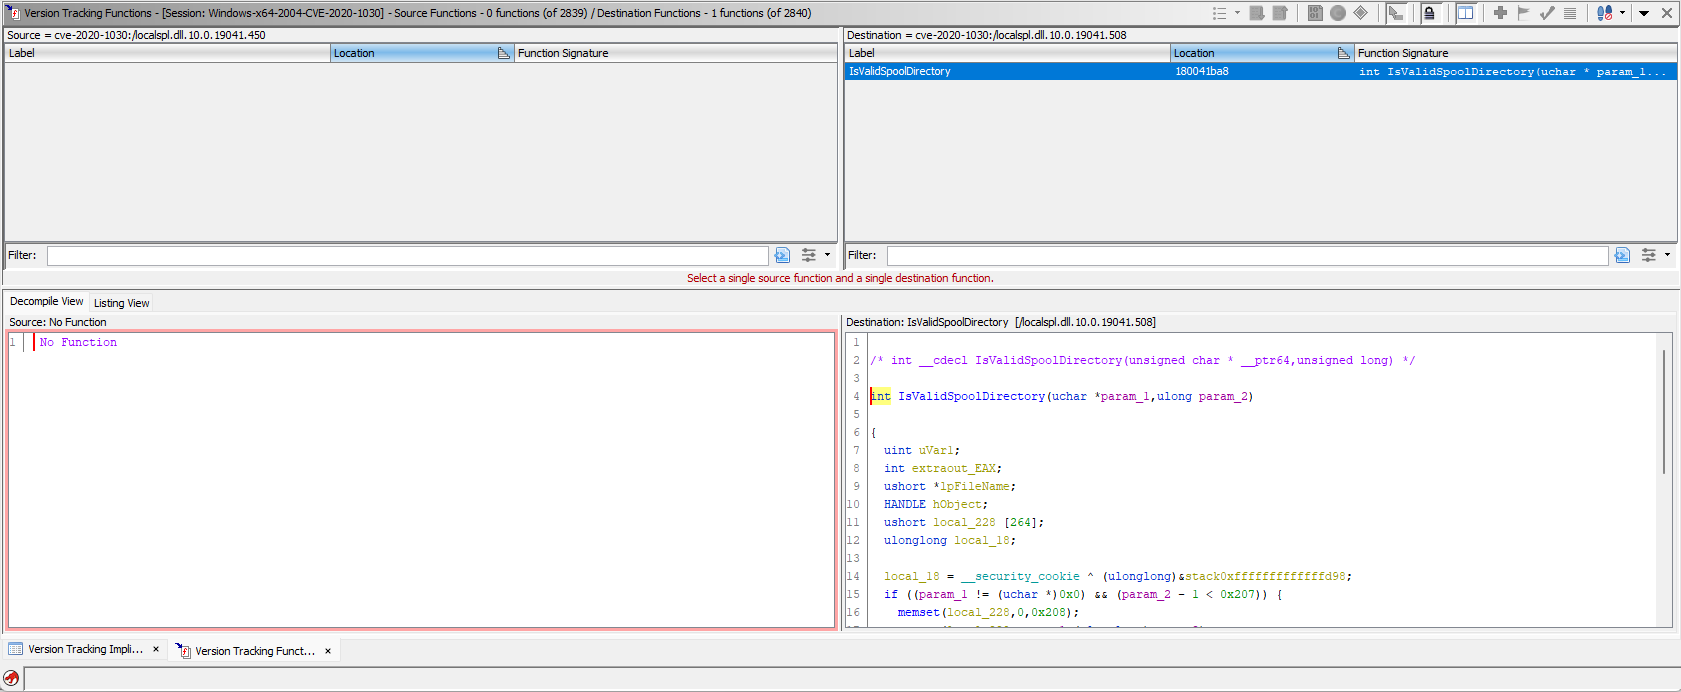 Version Tracking Functions - [Session: Windows-x64-2004-CVE-2020-1030] - Source Functions - 0 functions (of 2839) / Destination Functions - 1 functions (of 2840)
Source = cve-2020-1030:/localspl.dll.10.0.19041.450
Label Location Function Signature
Filter:
Destination = cve-2020-1030:/localspl.dll.10.0.19041.508
Label Location Function Signature
IsValidSpoolDirectory 180041ba8 int IsValidSpoolDirectory(uchar * param_1...
Filter:
Select a single source function and a single destination function.
Decompile View Listing View
Source: No Function
1 No Function
Destination: IsValidSpoolDirectory [/localspl.dll.10.0.19041.508]
1
2 /* int __cdecl IsValidSpoolDirectory(unsigned char * __ptr64,unsigned long) */
3
4 int IsValidSpoolDirectory(uchar *param_1,ulong param_2)
5
6 {
7 uint uVar1;
8 int extraout_EAX;
9 ushort *lpFileName;
10 HANDLE hObject;
11 ushort local_228 [264];
12 ulonglong local_18;
13
14 local_18 = __security_cookie ^ (ulonglong)&stack0xfffffffffffffd98;
15 if ((param_1 != (uchar *)0x0) && (param_2 - 1 < 0x207)) {
16 memset(local_228,0,0x208);
Version Tracking Impli... ×
Version Tracking Funct... ×